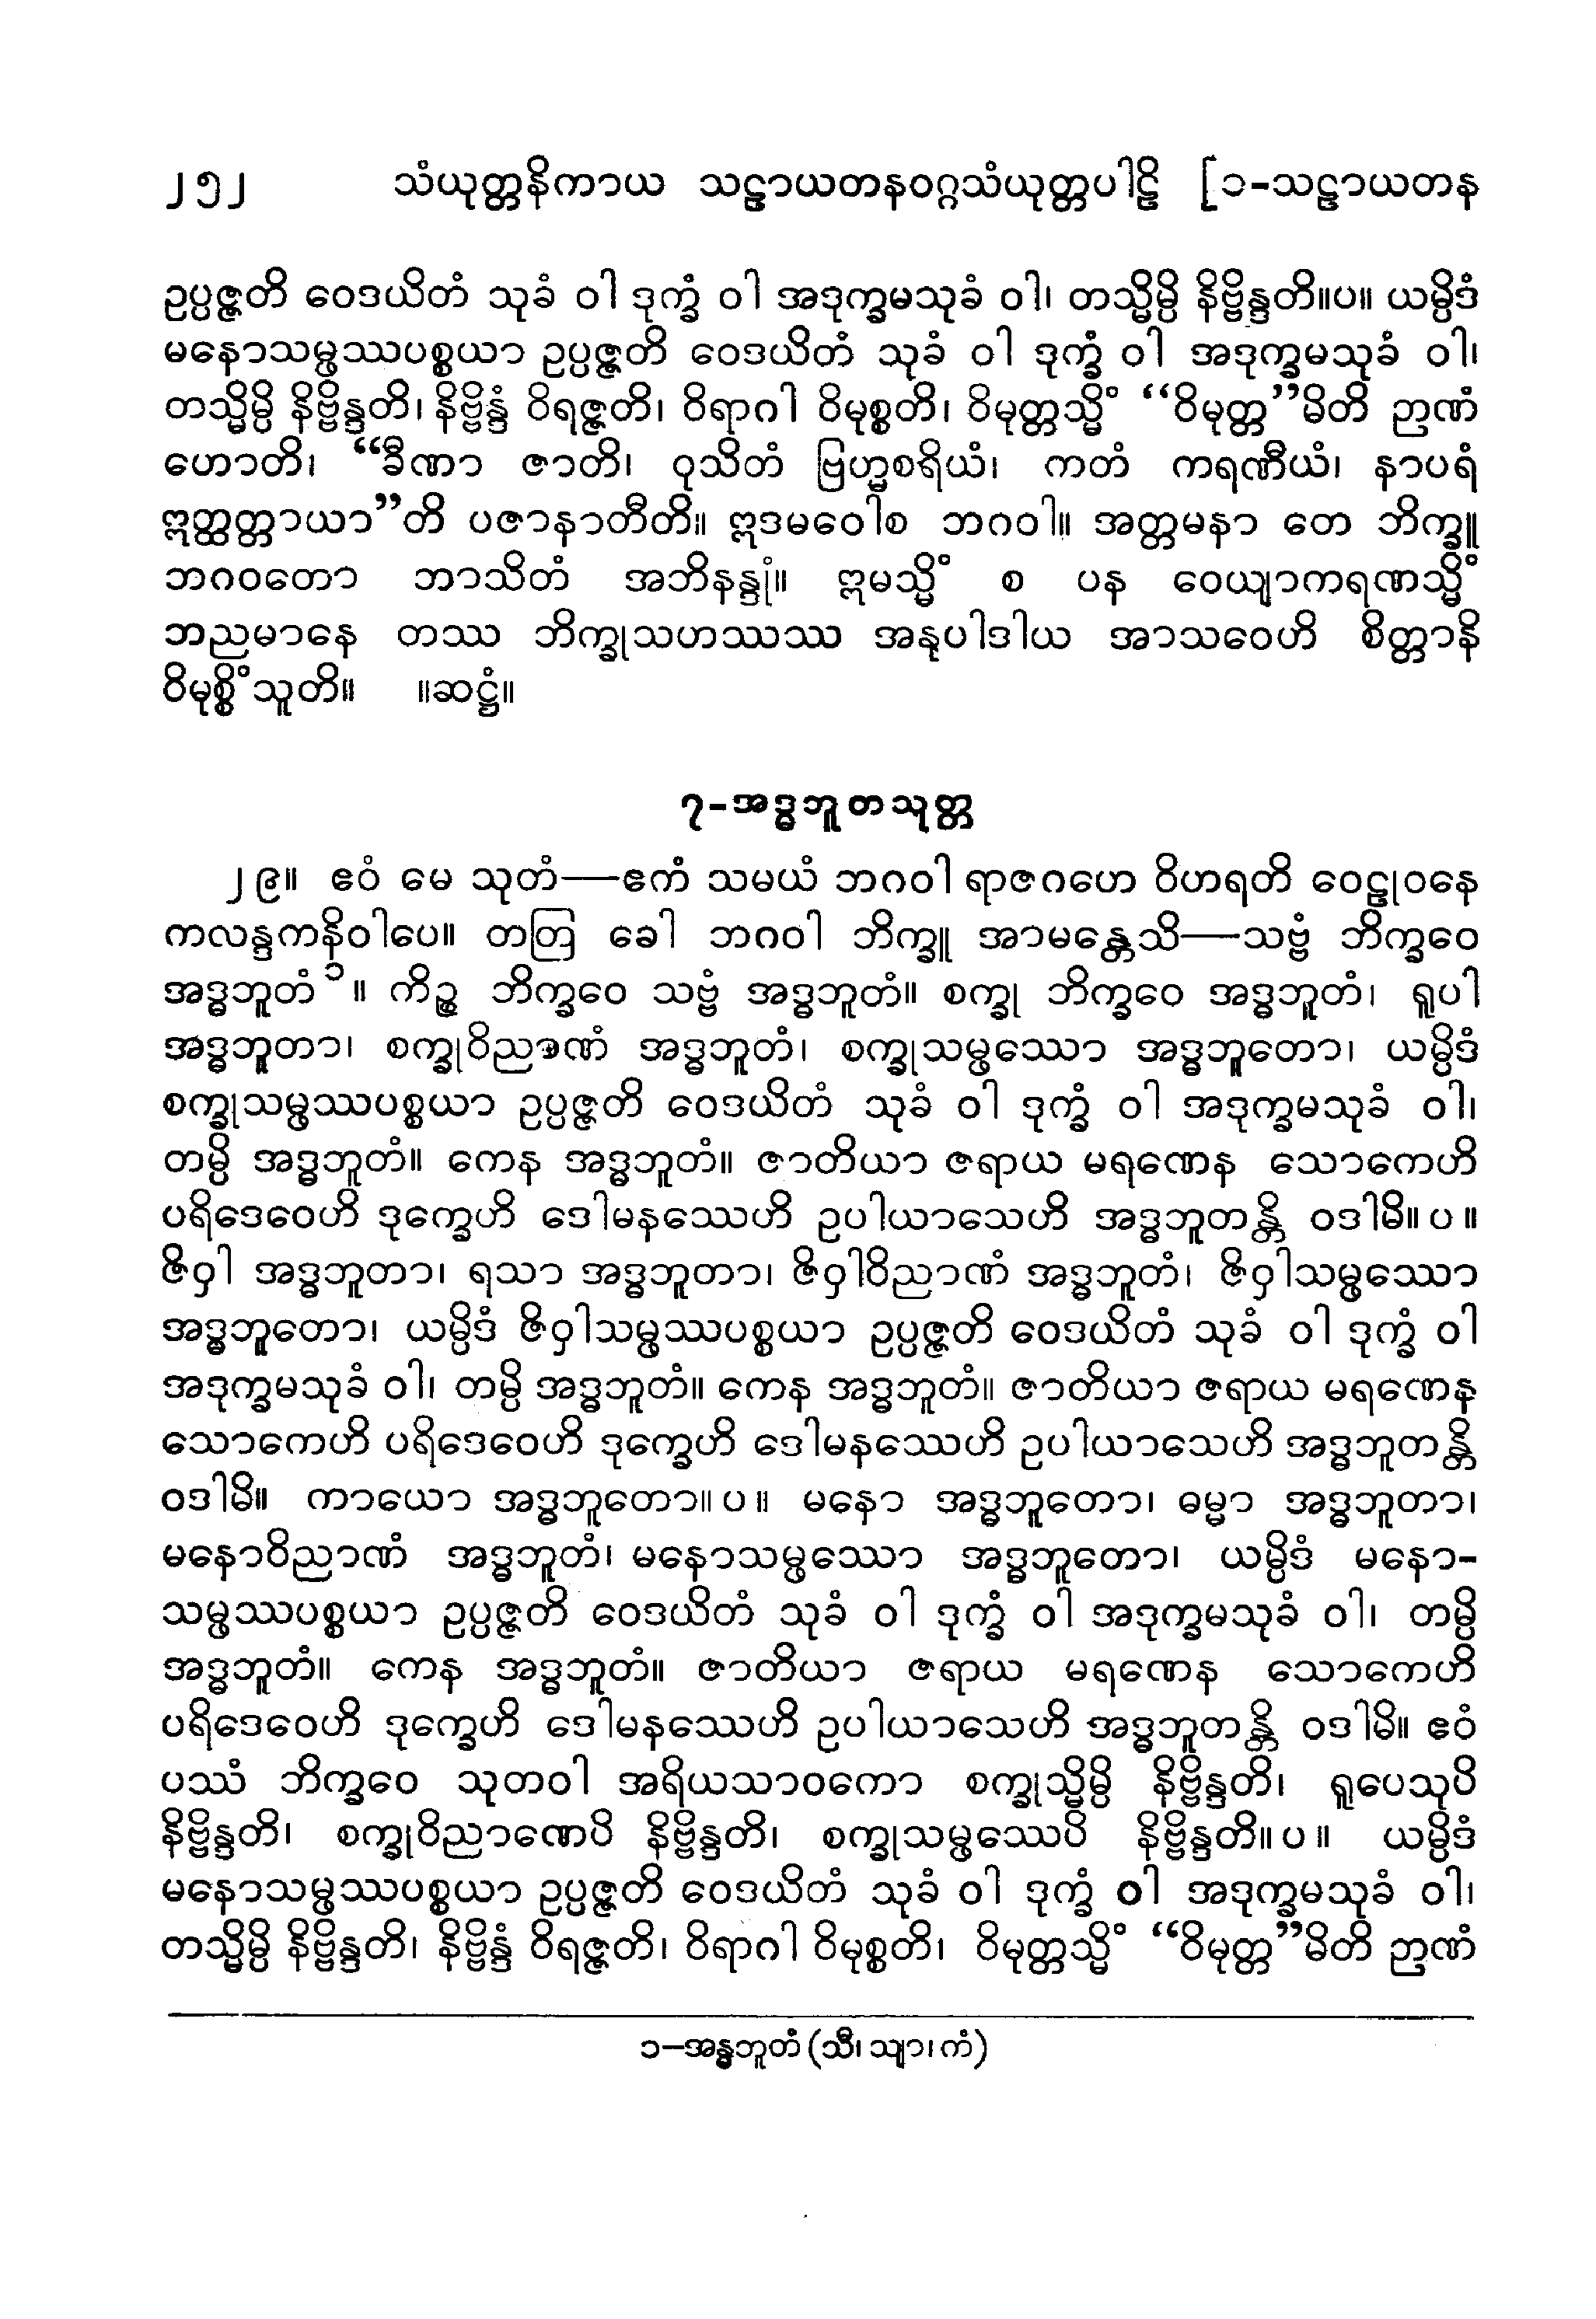 ၂၅၂ သံယုတ္တနိကာယ သဠာယတနဝဂ္ဂသံယုတ္တပါဠိ [၁-သဠာယတန
ဥပ္ပဇ္ဇတိ ဝေဒယိတံ သုခံ ဝါ ဒုက္ခံ ဝါ အဒုက္ခမသုခံ ဝါ၊ တသ္မိမ္ပိ နိဗ္ဗိန္ဒတိ။ပ။ ယမ္ပိဒံ
မနောသမ္ဖဿပစ္စယာ ဥပ္ပဇ္ဇတိ ဝေဒယိတံ သုခံ ဝါ ဒုက္ခံ ဝါ အဒုက္ခမသုခံ ဝါ၊
တသ္မိမ္ပိ နိဗ္ဗိန္ဒတိ၊ နိဗ္ဗိန္ဒံ ဝိရဇ္ဇတိ၊ ဝိရာဂါ ဝိမုစ္စတိ၊ ဝိမုတ္တသ္မိံ “ဝိမုတ္တ”မိတိ ဉာဏံ
ဟောတိ၊ “ခီဏာ ဇာတိ၊ ဝုသိတံ ဗြဟ္မစရိယံ၊ ကတံ ကရဏီယံ၊ နာပရံ
ဣတ္ထတ္တာယာ”တိ ပဇာနာတီတိ။ ဣဒမဝေါစ ဘဂဝါ။ အတ္တမနာ တေ ဘိက္ခူ
ဘဂဝတော ဘာသိတံ အဘိနန္ဒုံ။ ဣမသ္မိံ စ ပန ဝေယျာကရဏသ္မိံ
ဘညမာနေ တဿ ဘိက္ခုသဟဿဿ အနုပါဒါယ အာသဝေဟိ စိတ္တာနိ
ဝိမုစ္စိံသူတိ။ ။ဆဋ္ဌံ။
၇-အဒ္ဓဘူတသုတ္တ
၂၉။ ဧဝံ မေ သုတံ—ဧကံ သမယံ ဘဂဝါ ရာဇဂဟေ ဝိဟရတိ ဝေဠုဝနေ
ကလန္ဒကနိဝါပေ။ တတြ ခေါ ဘဂဝါ ဘိက္ခူ အာမန္တေသိ—သဗ္ဗံ ဘိက္ခဝေ
အဒ္ဓဘူတံ၁။ ကိဉ္စ ဘိက္ခဝေ သဗ္ဗံ အဒ္ဓဘူတံ။ စက္ခု ဘိက္ခဝေ အဒ္ဓဘူတံ၊ ရူပါ
အဒ္ဓဘူတာ၊ စက္ခုဝိညာဏံ အဒ္ဓဘူတံ၊ စက္ခုသမ္ဖဿော အဒ္ဓဘူတော၊ ယမ္ပိဒံ
စက္ခုသမ္ဖဿပစ္စယာ ဥပ္ပဇ္ဇတိ ဝေဒယိတံ သုခံ ဝါ ဒုက္ခံ ဝါ အဒုက္ခမသုခံ ဝါ၊
တမ္ပိ အဒ္ဓဘူတံ။ ကေန အဒ္ဓဘူတံ။ ဇာတိယာ ဇရာယ မရဏေန သောကေဟိ
ပရိဒေဝေဟိ ဒုက္ခေဟိ ဒေါမနဿေဟိ ဥပါယာသေဟိ အဒ္ဓဘူတန္တိ ဝဒါမိ။ ပ ။
ဇိဝှါ အဒ္ဓဘူတာ၊ ရသာ အဒ္ဓဘူတာ၊ ဇိဝှါဝိညာဏံ အဒ္ဓဘူတံ၊ ဇိဝှါသမ္ဖဿော
အဒ္ဓဘူတော၊ ယမ္ပိဒံ ဇိဝှါသမ္ဖဿပစ္စယာ ဥပ္ပဇ္ဇတိ ဝေဒယိတံ သုခံ ဝါ ဒုက္ခံ ဝါ
အဒုက္ခမသုခံ ဝါ၊ တမ္ပိ အဒ္ဓဘူတံ။ ကေန အဒ္ဓဘူတံ။ ဇာတိယာ ဇရာယ မရဏေန
သောကေဟိ ပရိဒေဝေဟိ ဒုက္ခေဟိ ဒေါမနဿေဟိ ဥပါယာသေဟိ အဒ္ဓဘူတန္တိ
ဝဒါမိ။ ကာယော အဒ္ဓဘူတော။ ပ ။ မနော အဒ္ဓဘူတော၊ ဓမ္မာ အဒ္ဓဘူတာ၊
မနောဝိညာဏံ အဒ္ဓဘူတံ၊ မနောသမ္ဖဿော အဒ္ဓဘူတော၊ ယမ္ပိဒံ မနော-
သမ္ဖဿပစ္စယာ ဥပ္ပဇ္ဇတိ ဝေဒယိတံ သုခံ ဝါ ဒုက္ခံ ဝါ အဒုက္ခမသုခံ ဝါ၊ တမ္ပိ
အဒ္ဓဘူတံ။ ကေန အဒ္ဓဘူတံ။ ဇာတိယာ ဇရာယ မရဏေန သောကေဟိ
ပရိဒေဝေဟိ ဒုက္ခေဟိ ဒေါမနဿေဟိ ဥပါယာသေဟိ အဒ္ဓဘူတန္တိ ဝဒါမိ။ ဧဝံ
ပဿံ ဘိက္ခဝေ သုတဝါ အရိယသာဝကော စက္ခုသ္မိမ္ပိ နိဗ္ဗိန္ဒတိ၊ ရူပေသုပိ
နိဗ္ဗိန္ဒတိ၊ စက္ခုဝိညာဏေပိ နိဗ္ဗိန္ဒတိ၊ စက္ခုသမ္ဖဿေပိ နိဗ္ဗိန္ဒတိ။ ပ ။ ယမ္ပိဒံ
မနောသမ္ဖဿပစ္စယာ ဥပ္ပဇ္ဇတိ ဝေဒယိတံ သုခံ ဝါ ဒုက္ခံ ဝါ အဒုက္ခမသုခံ ဝါ၊
တသ္မိမ္ပိ နိဗ္ဗိန္ဒတိ၊ နိဗ္ဗိန္ဒံ ဝိရဇ္ဇတိ၊ ဝိရာဂါ ဝိမုစ္စတိ၊ ဝိမုတ္တသ္မိံ “ဝိမုတ္တ”မိတိ ဉာဏံ
၁—အန္ဓဘူတံ (သီ၊ သျာ၊ ကံ)